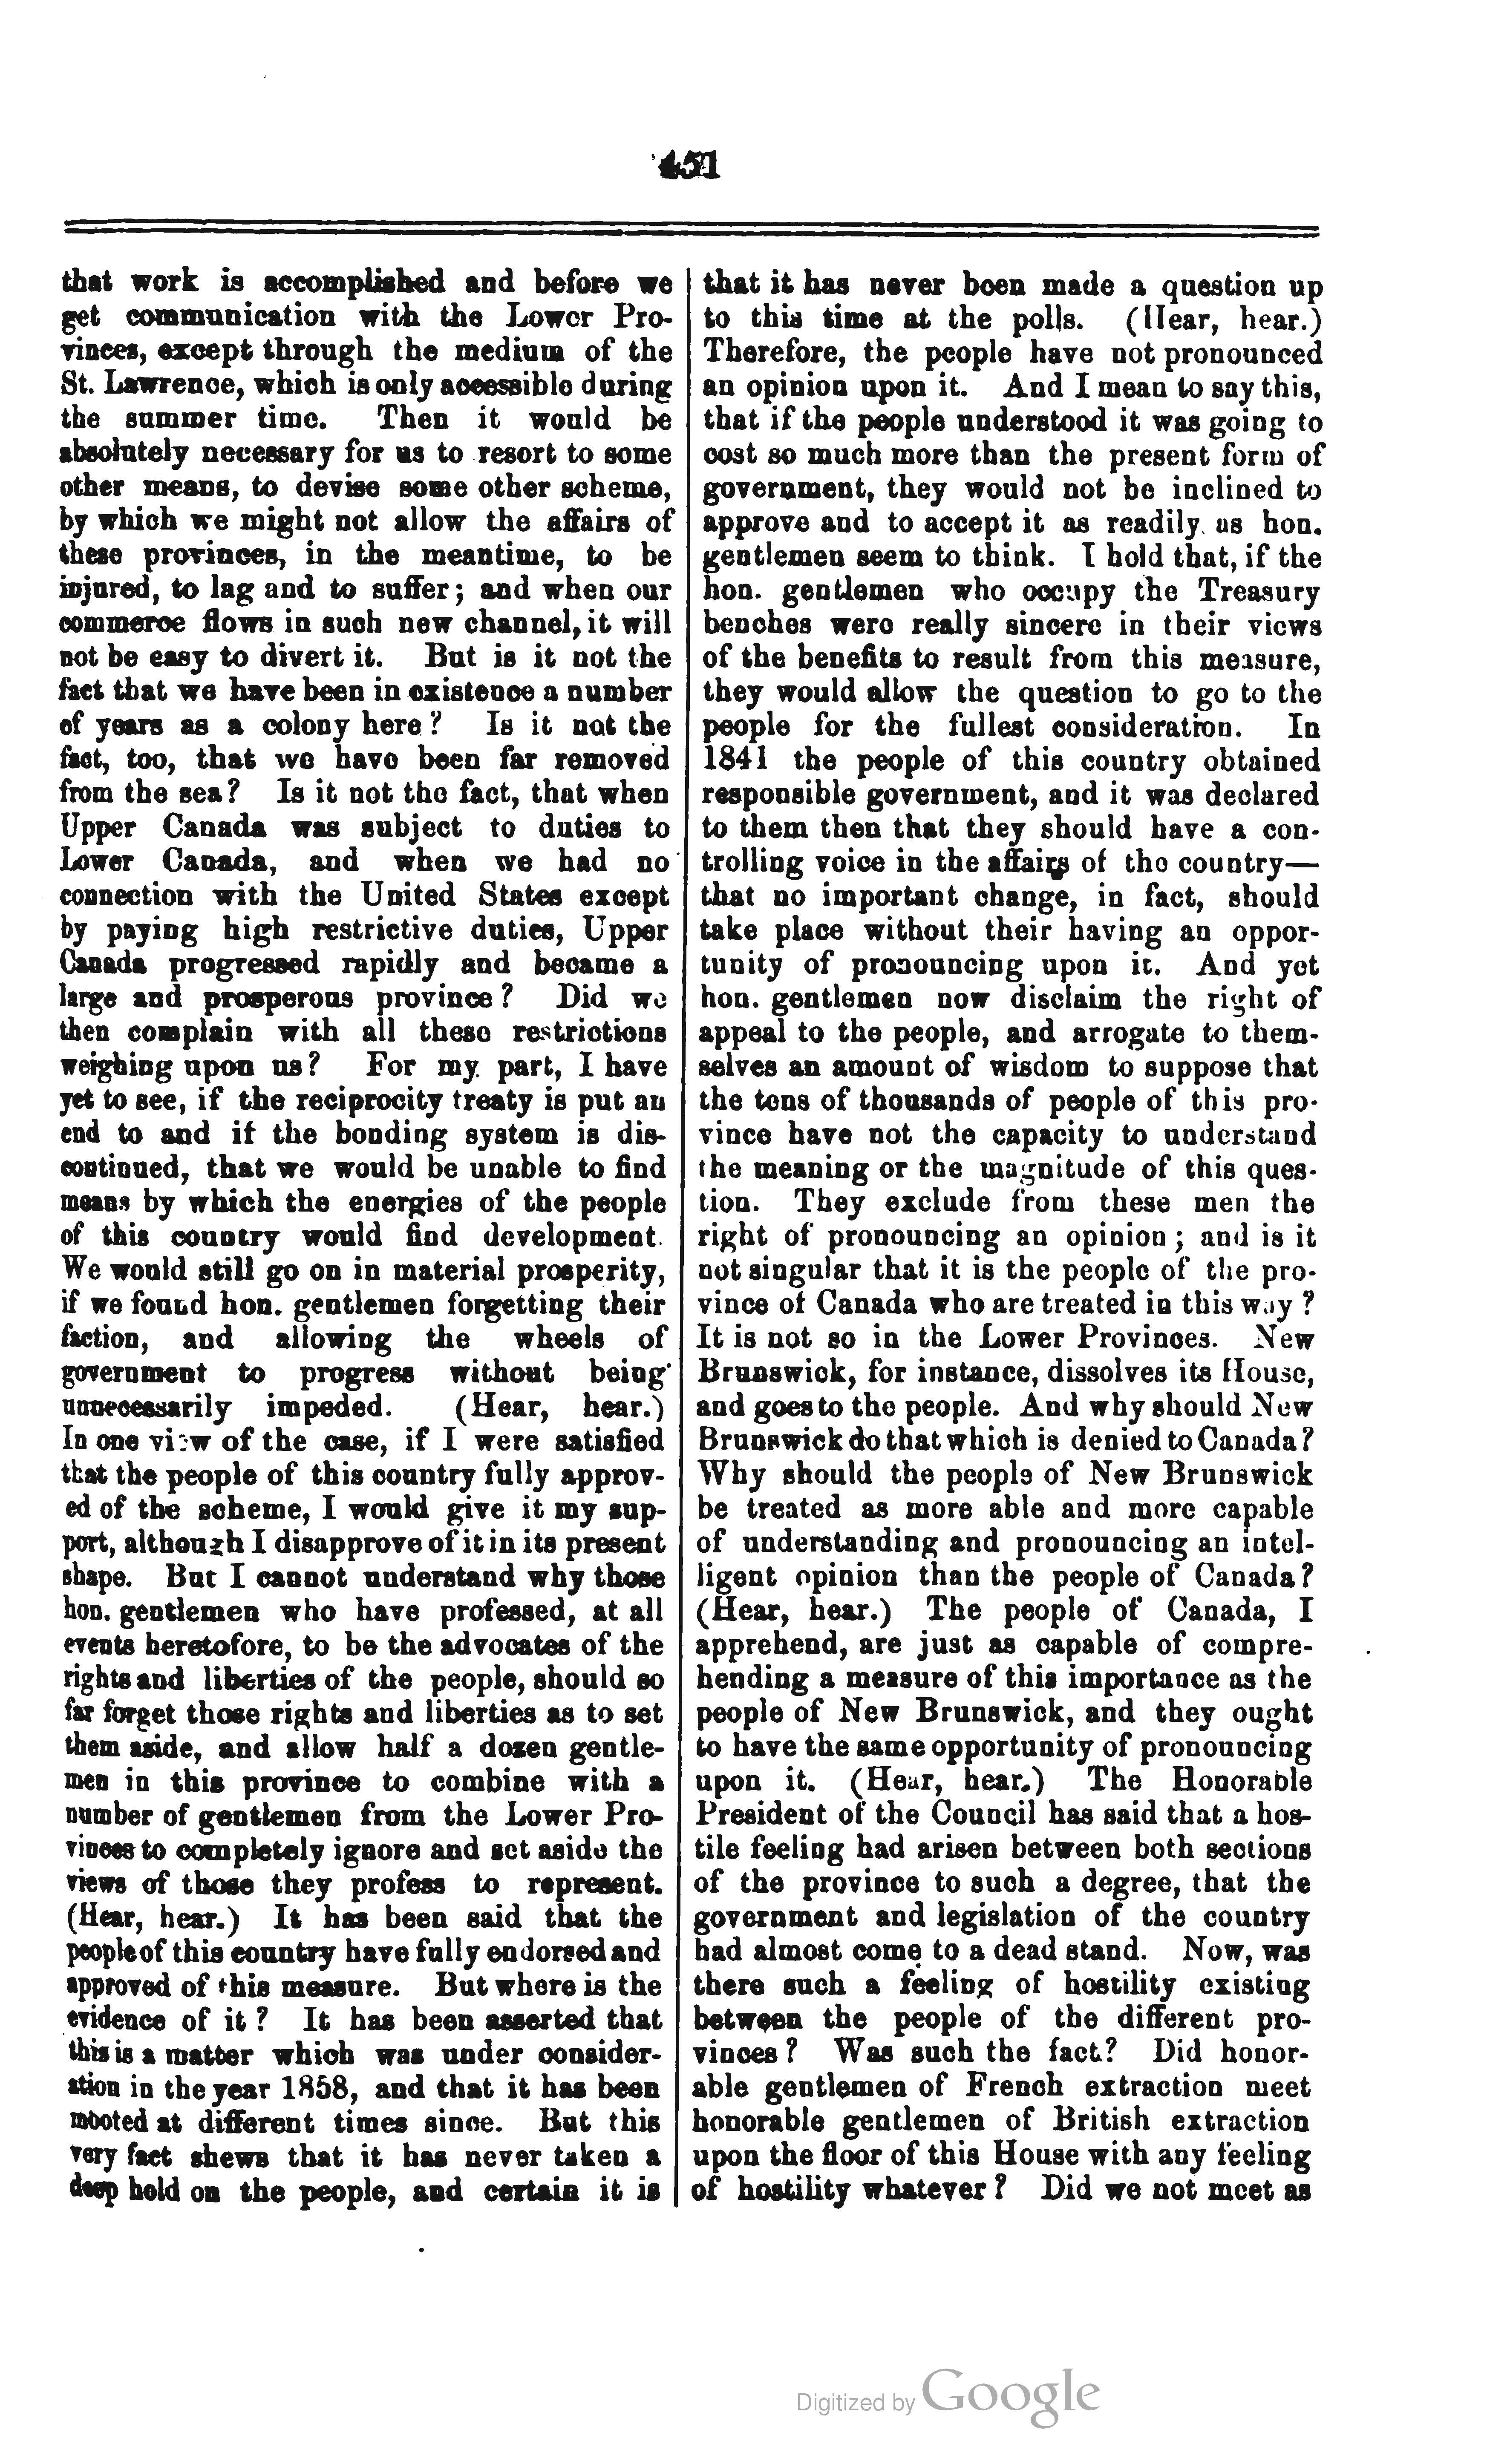 451
that work is accomplished and before we
get communication with the Lower Pro-
vinces, except through the medium of the
St. Lawrence, which is only accessible during
the summer time. Then it would be
absolutely necessary for us to resort to some
other means, to devise some other scheme,
by which we might not allow the affairs of
these provinces, in the meantime, to be
injured, to lag and to suffer; and when our
commerce flows in such new channel, it will
not be easy to divert it. But is it not the
fact that we have been in existence a number
of years as a colony here? Is it not the
fact, too, that we have been far removed
from the sea? Is it not the fact, that when
Upper Canada was subject to duties to
Lower Canada, and when we had no
connection with the United States except
by paying high restrictive duties, Upper
Canada progressed rapidly and became a
large and prosperous province? Did we
then complain with all these restrictions
weighing upon us? For my part, I have
yet to see, if the reciprocity treaty is put an
end to and if the bonding system is dis-
continued, that we would be unable to find
means by which the energies of the people
of this country would find development.
We would still go on in material prosperity,
if we found hon. gentlemen forgetting their
faction, and allowing the wheels of
government to progress without being
unnecessarily impeded. (Hear, hear.)
In one view of the case, if I were satisfied
that the people of this country fully approv-
ed of the scheme, I would give it my sup-
port, although I disapprove of it in its present
shape. But I cannot understand why those
hon. gentlemen who have professed, at all
events heretofore, to be the advocates of the
rights and liberties of the people, should so
far forget those rights and liberties as to set
them aside, and allow half a dozen gentle-
men in this province to combine with a
number of gentlemen from the Lower Pro-
vinces to completely ignore and set aside the
views of those they profess to represent.
(Hear, hear.) It has been said that the
people of this country have fully endorsed and
approved of this measure. But where is the
evidence of it? It has been asserted that
this is a matter which was under consider-
ation in the year 1858, and that it has been
mooted at different times since. But this
very fact shews that it has never taken a
deep hold on the people, and certain it is
that it has never been made a question up
to this time at the polls. (Hear, hear.)
Therefore, the people have not pronounced
an opinion upon it. And I mean to say this,
that if the people understood it was going to
cost so much more than the present form of
government, they would not be inclined to
approve and to accept it as readily as hon.
gentlemen seem to think. I hold that, if the
hon. gentlemen who occupy the Treasury
benches were really sincere in their views
of the benefits to result from this measure,
they would allow the question to go to the
people for the fullest consideration. In
1841 the people of this country obtained
responsible government, and it was declared
to them then that they should have a con-
trolling voice in the affairs of the country—
that no important change, in fact, should
take place without their having an oppor-
tunity of pronouncing upon it. And yet
hon. gentlemen now disclaim the right of
appeal to the people, and arrogate to them-
selves an amount of wisdom to suppose that
the tens of thousands of people of this pro-
vince have not the capacity to understand
the meaning or the magnitude of this ques-
tion. They exclude from these men the
right of pronouncing an opinion; and is it
not singular that it is the people of the pro-
vince of Canada who are treated in this way?
It is not so in the Lower Provinces. New
Brunswick, for instance, dissolves its House,
and goes to the people. And why should New
Brunswick do that which is denied to Canada?
Why should the people of New Brunswick
be treated as more able and more capable
of understanding and pronouncing an intel-
ligent opinion than the people of Canada?
(Hear, hear.) The people of Canada, I
apprehend, are just as capable of compre-
hending a measure of this importance as the
people of New Brunswick, and they ought
to have the same opportunity of pronouncing
upon it. (Hear, hear.) The Honorable
President of the Council has said that a hos-
tile feeling had arisen between both sections
of the province to such a degree, that the
government and legislation of the country
had almost come to a dead stand. Now, was
there such a feeling of hostility existing
between the people of the different pro-
vinces? Was such the fact? Did honor-
able gentlemen of French extraction meet
honorable gentlemen of British extraction
upon the floor of this House with any feeling
of hostility whatever? Did we not meet as
Digitized by Google